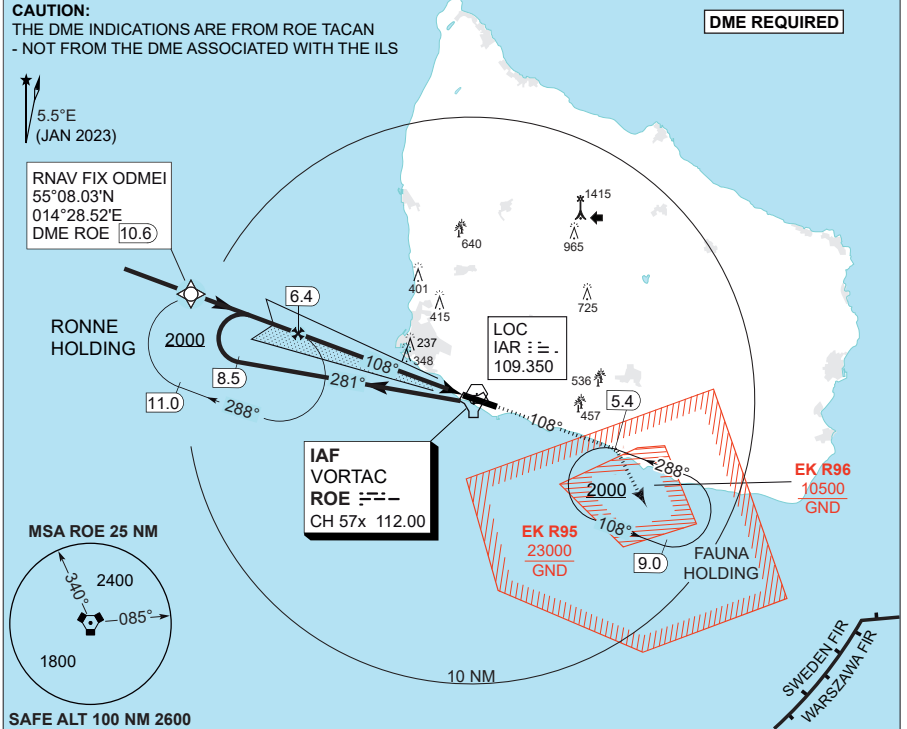 CAUTION:
THE DME INDICATIONS ARE FROM ROE TACAN
- NOT FROM THE DME ASSOCIATED WITH THE ILS
DME REQUIRED
5.5°E
(JAN 2023)
RNAV FIX ODMEI
55°08.03'N
014°28.52'E
DME ROE 10.6
1415
965
640
401
415
725
237
348
6.4
RONNE
HOLDING
2000
8.5
11.0
288°
281°
108°
LOC
IAR
109.350
536
457
108°
5.4
IAF
VORTAC
ROE
CH 57x 112.00
288°
2000
108°
9.0
FAUNA
HOLDING
EK R96
10500
GND
EK R95
23000
GND
MSA ROE 25 NM
340°
2400
085°
1800
SAFE ALT 100 NM 2600
10 NM
SWEDEN FIR
WARSZAWA FIR